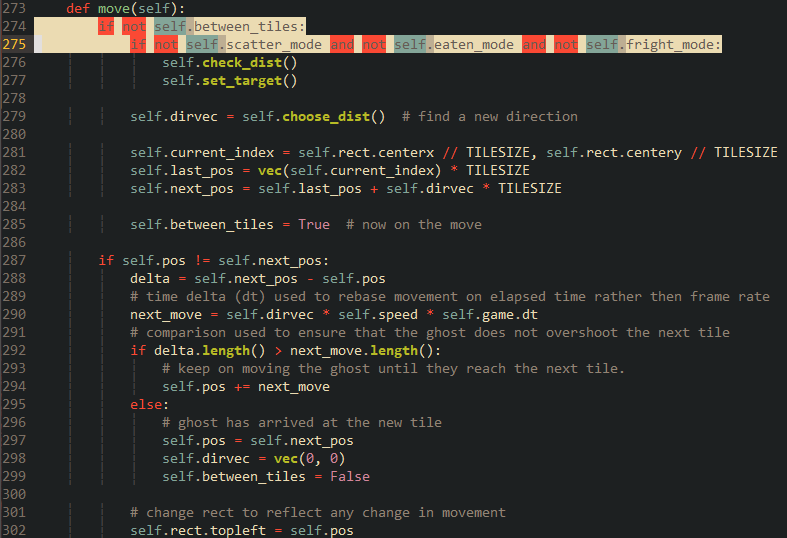 273 def move(self):
274 if not self.between_tiles:
275 if not self.scatter_mode and not self.eaten_mode and not self.fright_mode:
276 self.check_dist()
277 self.set_target()
278
279 self.dirvec = self.choose_dist()  # find a new direction
280
281 self.current_index = self.rect.centerx // TILESIZE, self.rect.centery // TILESIZE
282 self.last_pos = vec(self.current_index) * TILESIZE
283 self.next_pos = self.last_pos + self.dirvec * TILESIZE
284
285 self.between_tiles = True  # now on the move
286
287 if self.pos != self.next_pos:
288 delta = self.next_pos - self.pos
289 # time delta (dt) used to rebase movement on elapsed time rather then frame rate
290 next_move = self.dirvec * self.speed * self.game.dt
291 # comparison used to ensure that the ghost does not overshoot the next tile
292 if delta.length() > next_move.length():
293 # keep on moving the ghost until they reach the next tile.
294 self.pos += next_move
295 else:
296 # ghost has arrived at the new tile
297 self.pos = self.next_pos
298 self.dirvec = vec(0, 0)
299 self.between_tiles = False
300
301 # change rect to reflect any change in movement
302 self.rect.topleft = self.pos